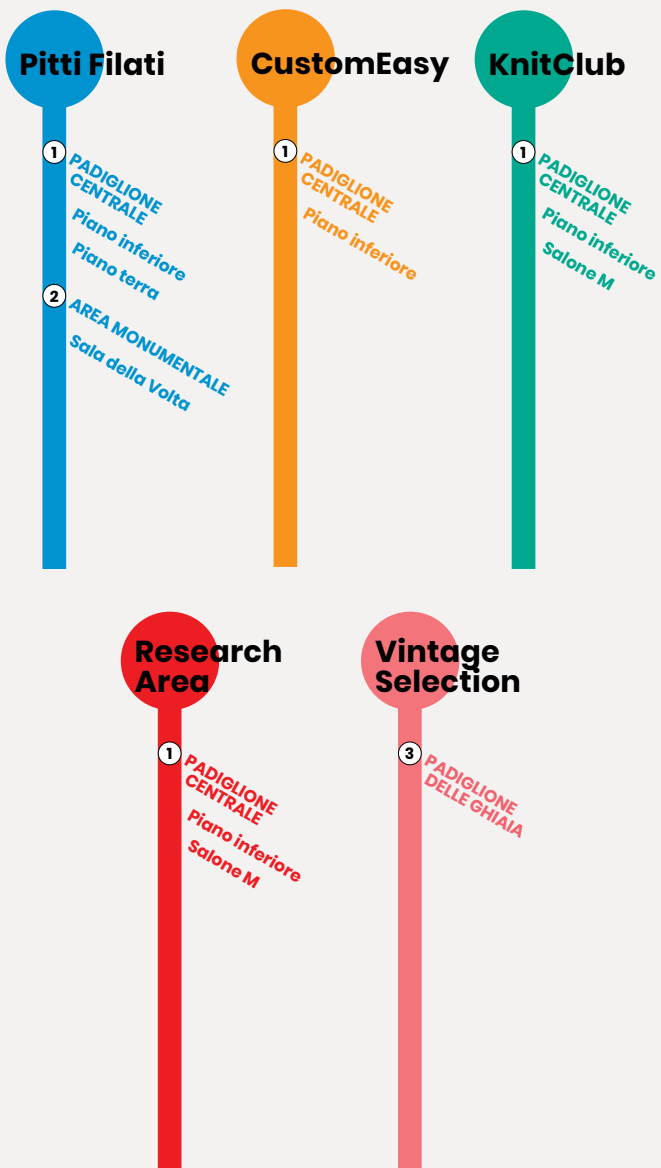 Pitti Filati
1
PADIGLIONE
CENTRALE
Piano inferiore
Piano terra
2
AREA MONUMENTALE
Sala della Volta
CustomEasy
1
PADIGLIONE
CENTRALE
Piano inferiore
KnitClub
1
PADIGLIONE
CENTRALE
Piano inferiore
Salone M
Research
Area
1
PADIGLIONE
CENTRALE
Piano inferiore
Salone M
Vintage
Selection
3
PADIGLIONE
DELLE GHIAIA